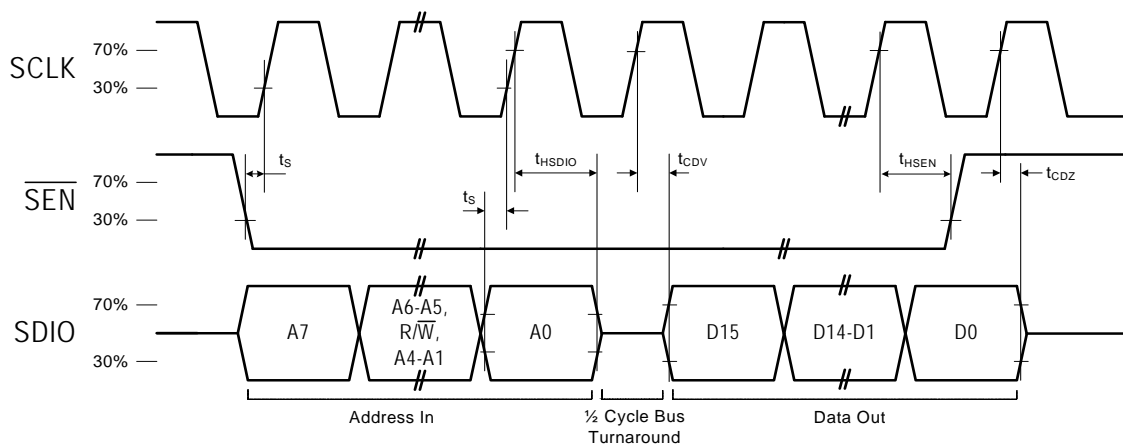 SCLK
70%
30%
SEN
70%
30%
tS
tS
tHSDIO
tCDV
tHSEN
tCDZ
SDIO
70%
30%
A7
A6-A5,
R/W,
A4-A1
A0
D15
D14-D1
D0
Address In
½ Cycle Bus
Turnaround
Data Out